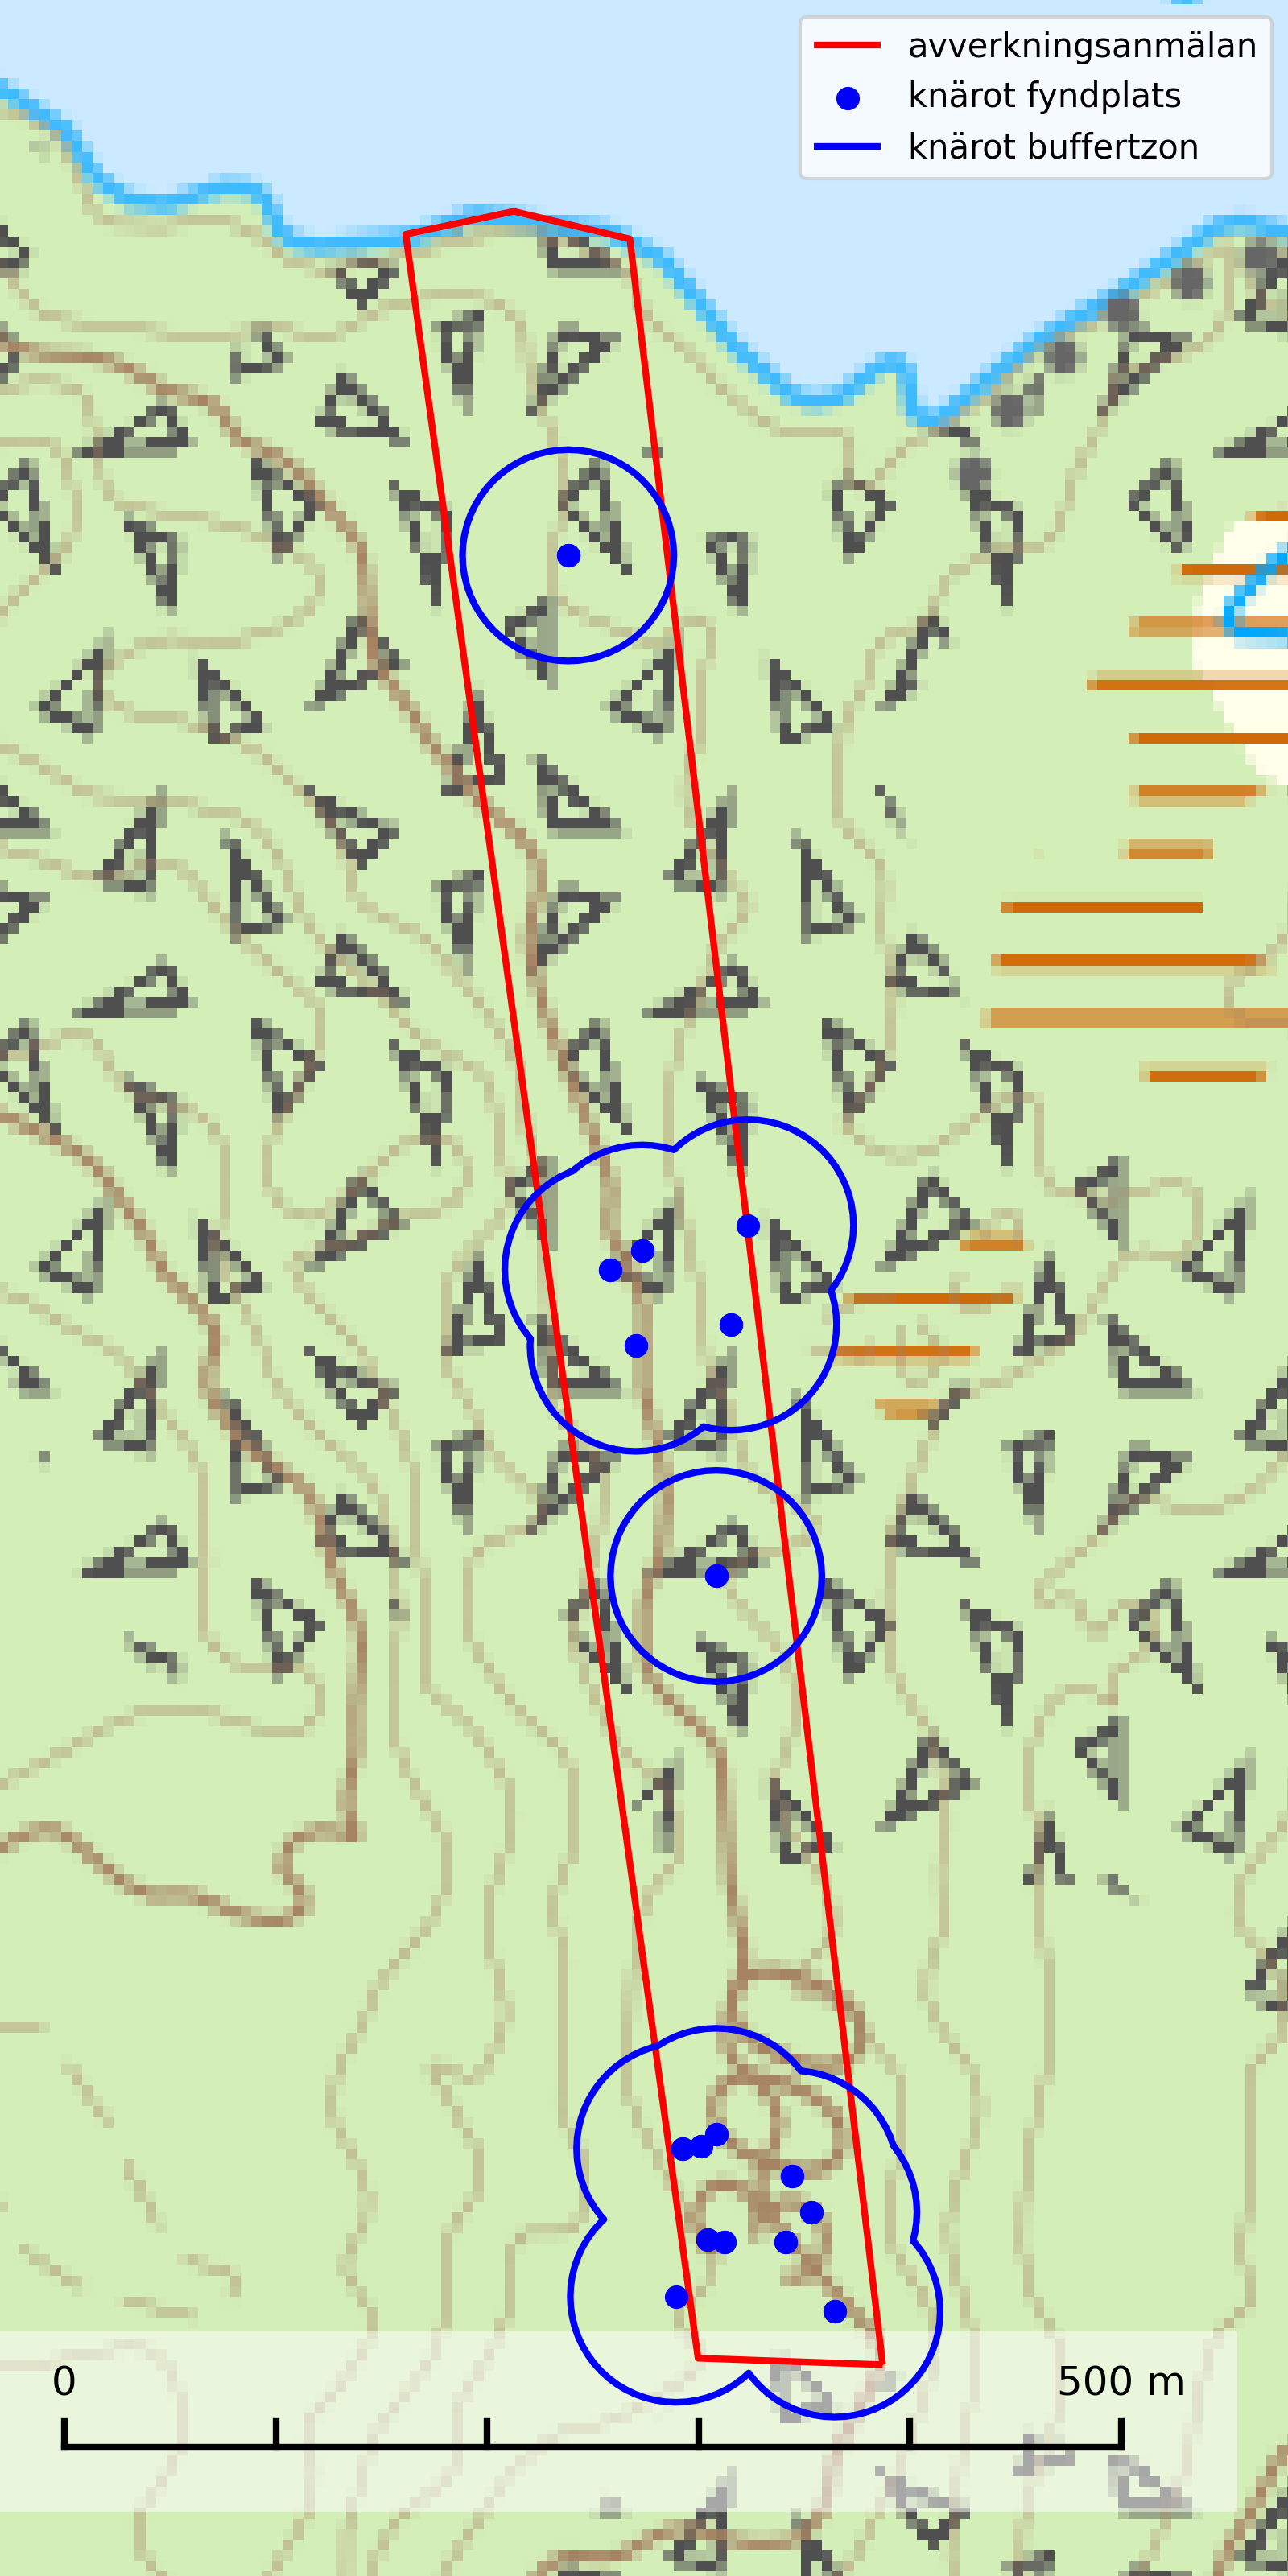 avverkningsanmälan
knärot fyndplats
knärot buffertzon
0 500 m